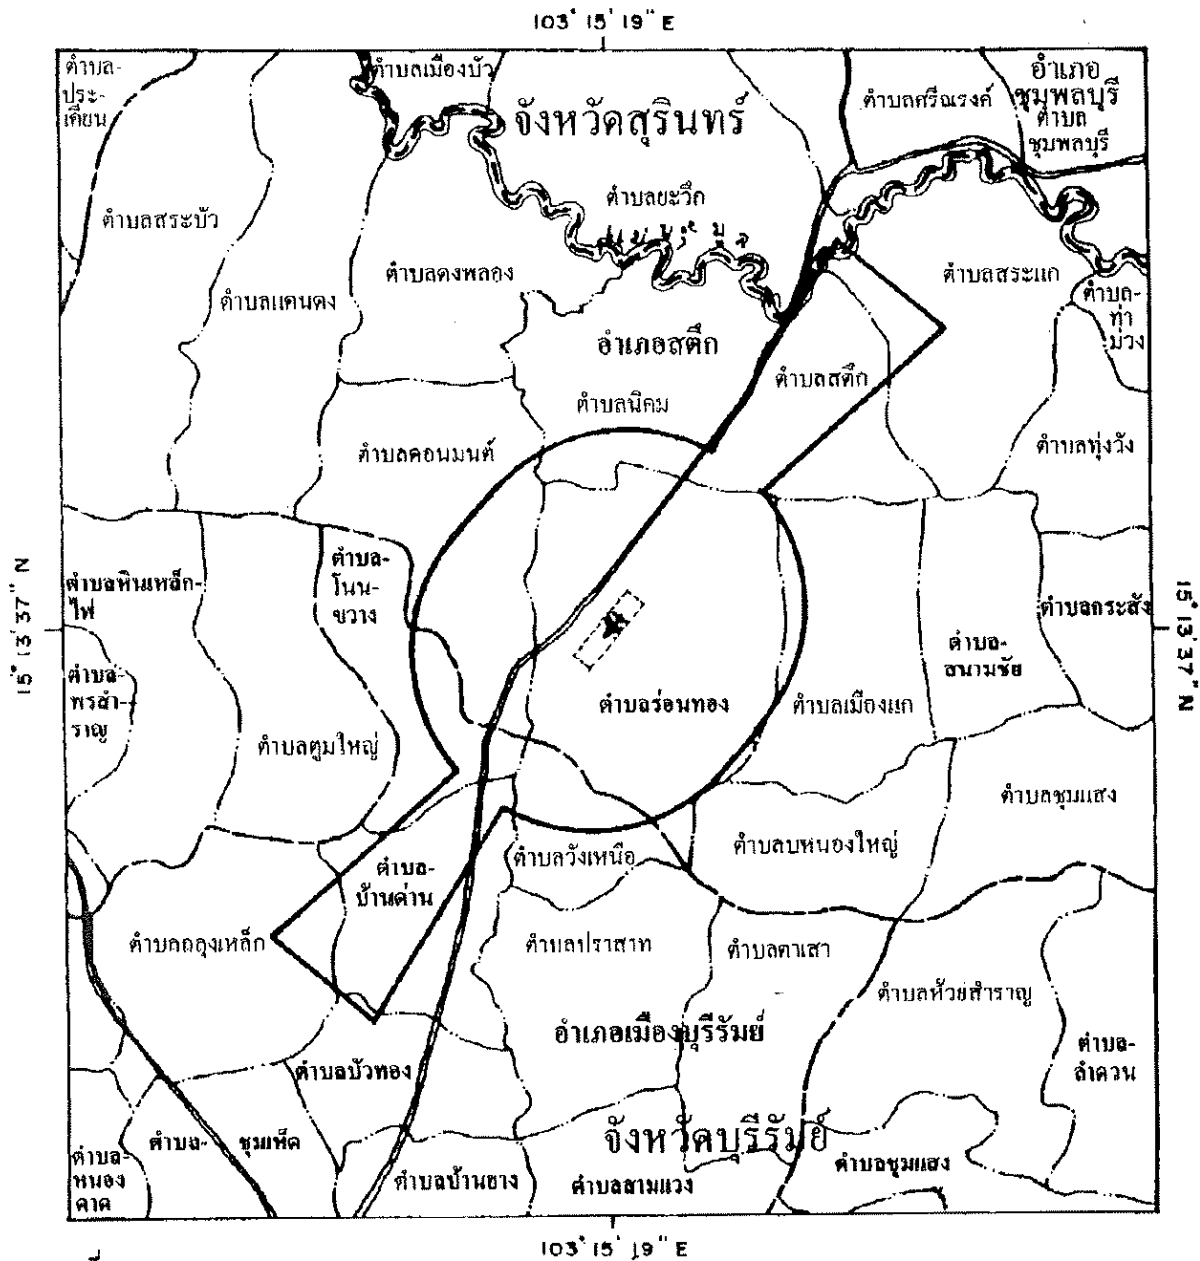 103° 15' 19" E
ตำบล-
ประ-
เคียน
ตำบลเมืองบัว
จังหวัดสุรินทร์
ตำบลศรีณรงค์
อำเภอ
ชุมพลบุรี
ตำบล
ชุมพลบุรี
ตำบลสระบัว
ตำบลยะวึก
ตำบลแคนดง
ตำบลดงพลอง
ตำบลสระแก
ตำบล-
ท่า
ม่วง
อำเภอสตึก
ตำบลสตึก
ตำบลนิคม
ตำบลดอนมนต์
ตำบลทุ่งวัง
15° 13' 37" N
ตำบลหินเหล็ก-
ไฟ
ตำบล-
โนน-
ขวาง
ตำบลกระสัง
15° 13' 37" N
ตำบล-
สนามชัย
ตำบล-
พรสำ-
ราญ
ตำบลร่อนทอง
ตำบลเมืองแก
ตำบลตูมใหญ่
ตำบลชุมแสง
ตำบลบหนองใหญ่
ตำบลวังเหนือ
ตำบล-
บ้านด่าน
ตำบลถลุงเหล็ก
ตำบลปราสาท
ตำบลตาเสา
ตำบลห้วยสำราญ
อำเภอเมืองบุรีรัมย์
ตำบล-
ลำดวน
ตำบลบัวทอง
จังหวัดบุรีรัมย์
ตำบล-
ชุมเห็ด
ตำบล-
หนอง
คาด
ตำบลบ้านยาง
ตำบลสามแวง
ตำบลชุมแสง
103° 15' 19" E